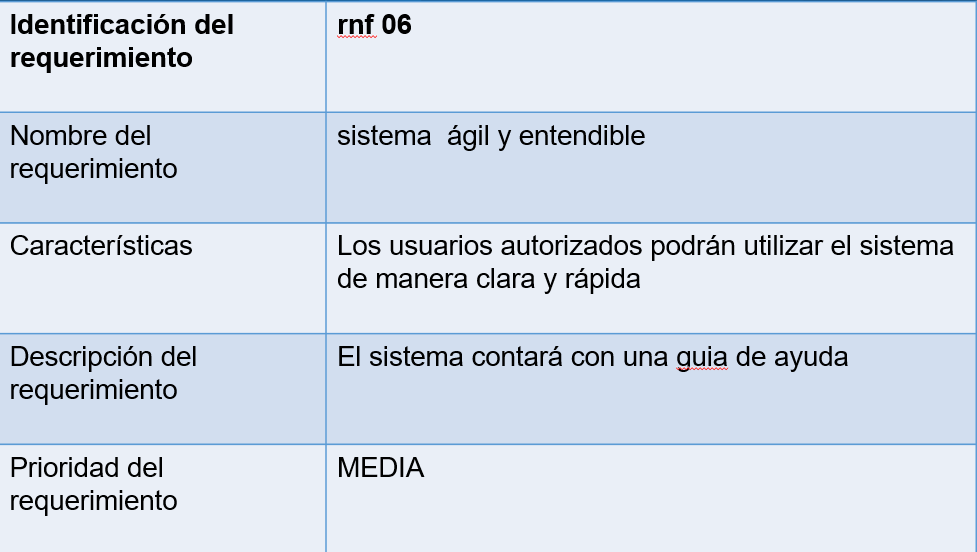 Identificación del
requerimiento
rnf 06
Nombre del
requerimiento
sistema  ágil y entendible
Características
Los usuarios autorizados podrán utilizar el sistema
de manera clara y rápida
Descripción del
requerimiento
El sistema contará con una guia de ayuda
Prioridad del
requerimiento
MEDIA